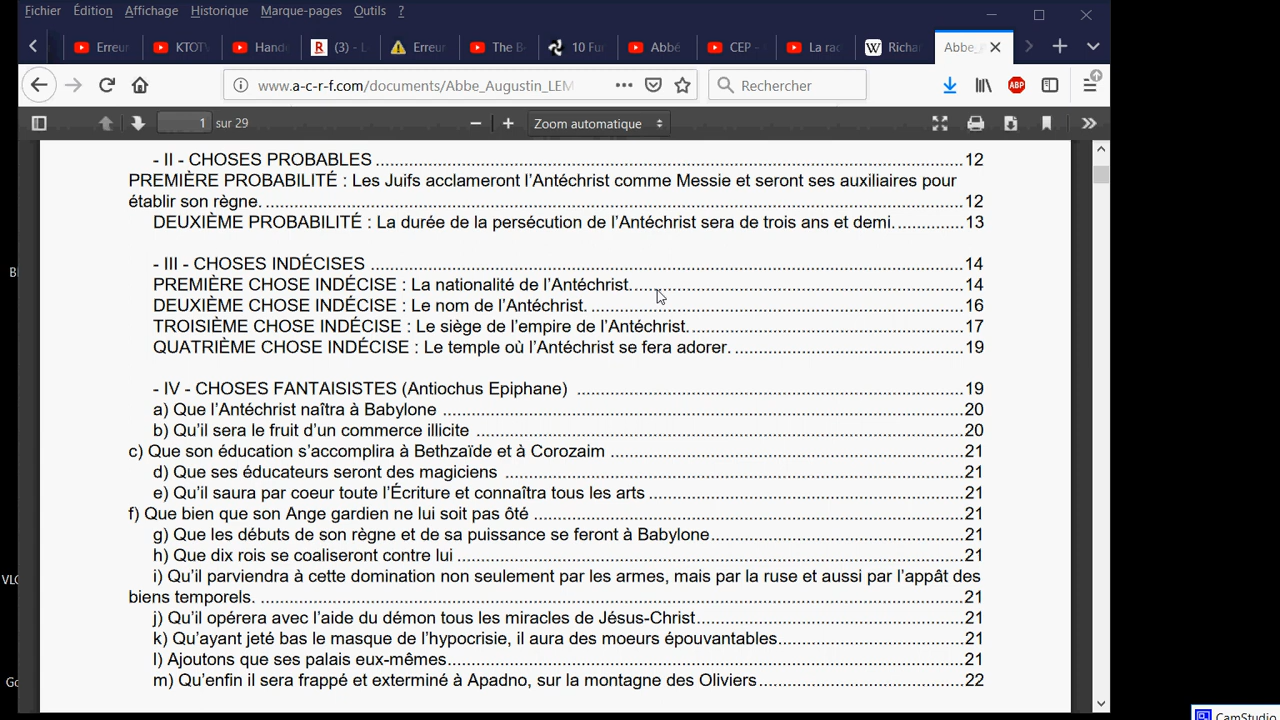 Fichier Édition Affichage Historique Marque-pages Outils ?
Erreu KTOTV Hand (3) - L Erreu The B 10 Fu Abbé CEP - La ra Richa Abbe_
www.a-c-r-f.com/documents/Abbe_Augustin_LEM Rechercher ABP
1 sur 29 Zoom automatique
- II - CHOSES PROBABLES 12
PREMIÈRE PROBABILITÉ : Les Juifs acclameront l'Antéchrist comme Messie et seront ses auxiliaires pour
établir son règne. 12
DEUXIÈME PROBABILITÉ : La durée de la persécution de l'Antéchrist sera de trois ans et demi. 13
- III - CHOSES INDÉCISES 14
PREMIÈRE CHOSE INDÉCISE : La nationalité de l'Antéchrist. 14
DEUXIÈME CHOSE INDÉCISE : Le nom de l'Antéchrist. 16
TROISIÈME CHOSE INDÉCISE : Le siège de l'empire de l'Antéchrist. 17
QUATRIÈME CHOSE INDÉCISE : Le temple où l'Antéchrist se fera adorer. 19
- IV - CHOSES FANTAISISTES (Antiochus Epiphane) 19
a) Que l'Antéchrist naîtra à Babylone 20
b) Qu'il sera le fruit d'un commerce illicite 20
c) Que son éducation s'accomplira à Bethzaïde et à Corozaim 21
d) Que ses éducateurs seront des magiciens 21
e) Qu'il saura par coeur toute l'Écriture et connaîtra tous les arts 21
f) Que bien que son Ange gardien ne lui soit pas ôté 21
g) Que les débuts de son règne et de sa puissance se feront à Babylone 21
h) Que dix rois se coaliseront contre lui 21
i) Qu'il parviendra à cette domination non seulement par les armes, mais par la ruse et aussi par l'appât des
biens temporels. 21
j) Qu'il opérera avec l'aide du démon tous les miracles de Jésus-Christ 21
k) Qu'ayant jeté bas le masque de l'hypocrisie, il aura des moeurs épouvantables 21
l) Ajoutons que ses palais eux-mêmes 21
m) Qu'enfin il sera frappé et exterminé à Apadno, sur la montagne des Oliviers 22
VLC
CamStudio